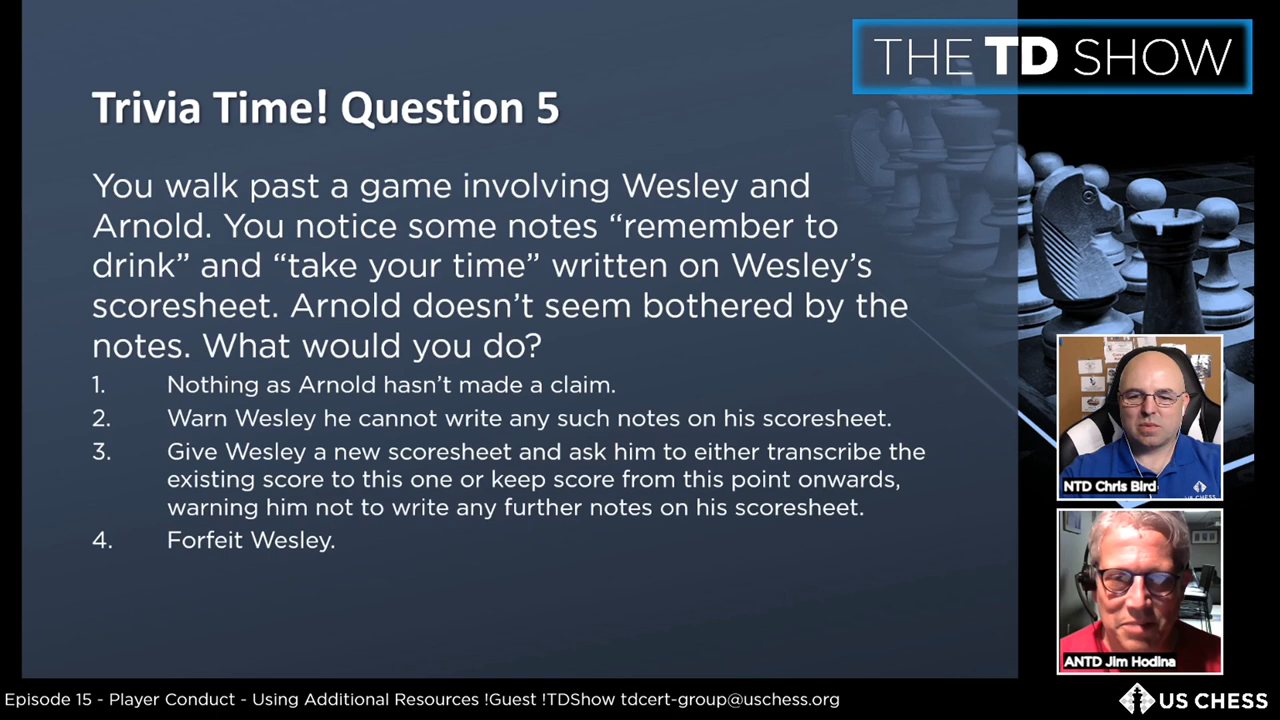 THE TD SHOW
Trivia Time! Question 5
You walk past a game involving Wesley and
Arnold. You notice some notes “remember to
drink” and “take your time” written on Wesley’s
scoresheet. Arnold doesn’t seem bothered by the
notes. What would you do?
1. Nothing as Arnold hasn’t made a claim.
2. Warn Wesley he cannot write any such notes on his scoresheet.
3. Give Wesley a new scoresheet and ask him to either transcribe the
existing score to this one or keep score from this point onwards,
warning him not to write any further notes on his scoresheet.
4. Forfeit Wesley.
NTD Chris Bird
US CHESS
ANTD Jim Hodina
Episode 15 - Player Conduct - Using Additional Resources !Guest !TDShow tdcert-group@uschess.org
US CHESS